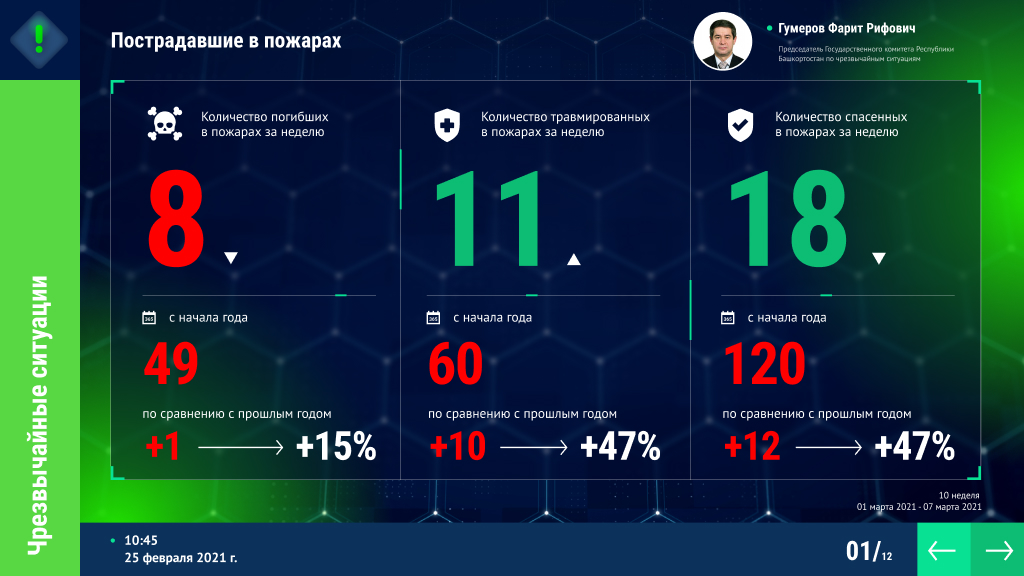 Пострадавшие в пожарах
Гумеров Фарит Рифович
Председатель Государственного комитета Республики
Башкортостан по чрезвычайным ситуациям
Чрезвычайные ситуации
Количество погибших
в пожарах за неделю
8
365
с начала года
49
по сравнению с прошлым годом
+1
+15%
Количество травмированных
в пожарах за неделю
11
365
с начала года
60
по сравнению с прошлым годом
+10
+47%
Количество спасенных
в пожарах за неделю
18
365
с начала года
120
по сравнению с прошлым годом
+12
+47%
10 неделя
01 марта 2021 - 07 марта 2021
10:45
25 февраля 2021 г.
01/12